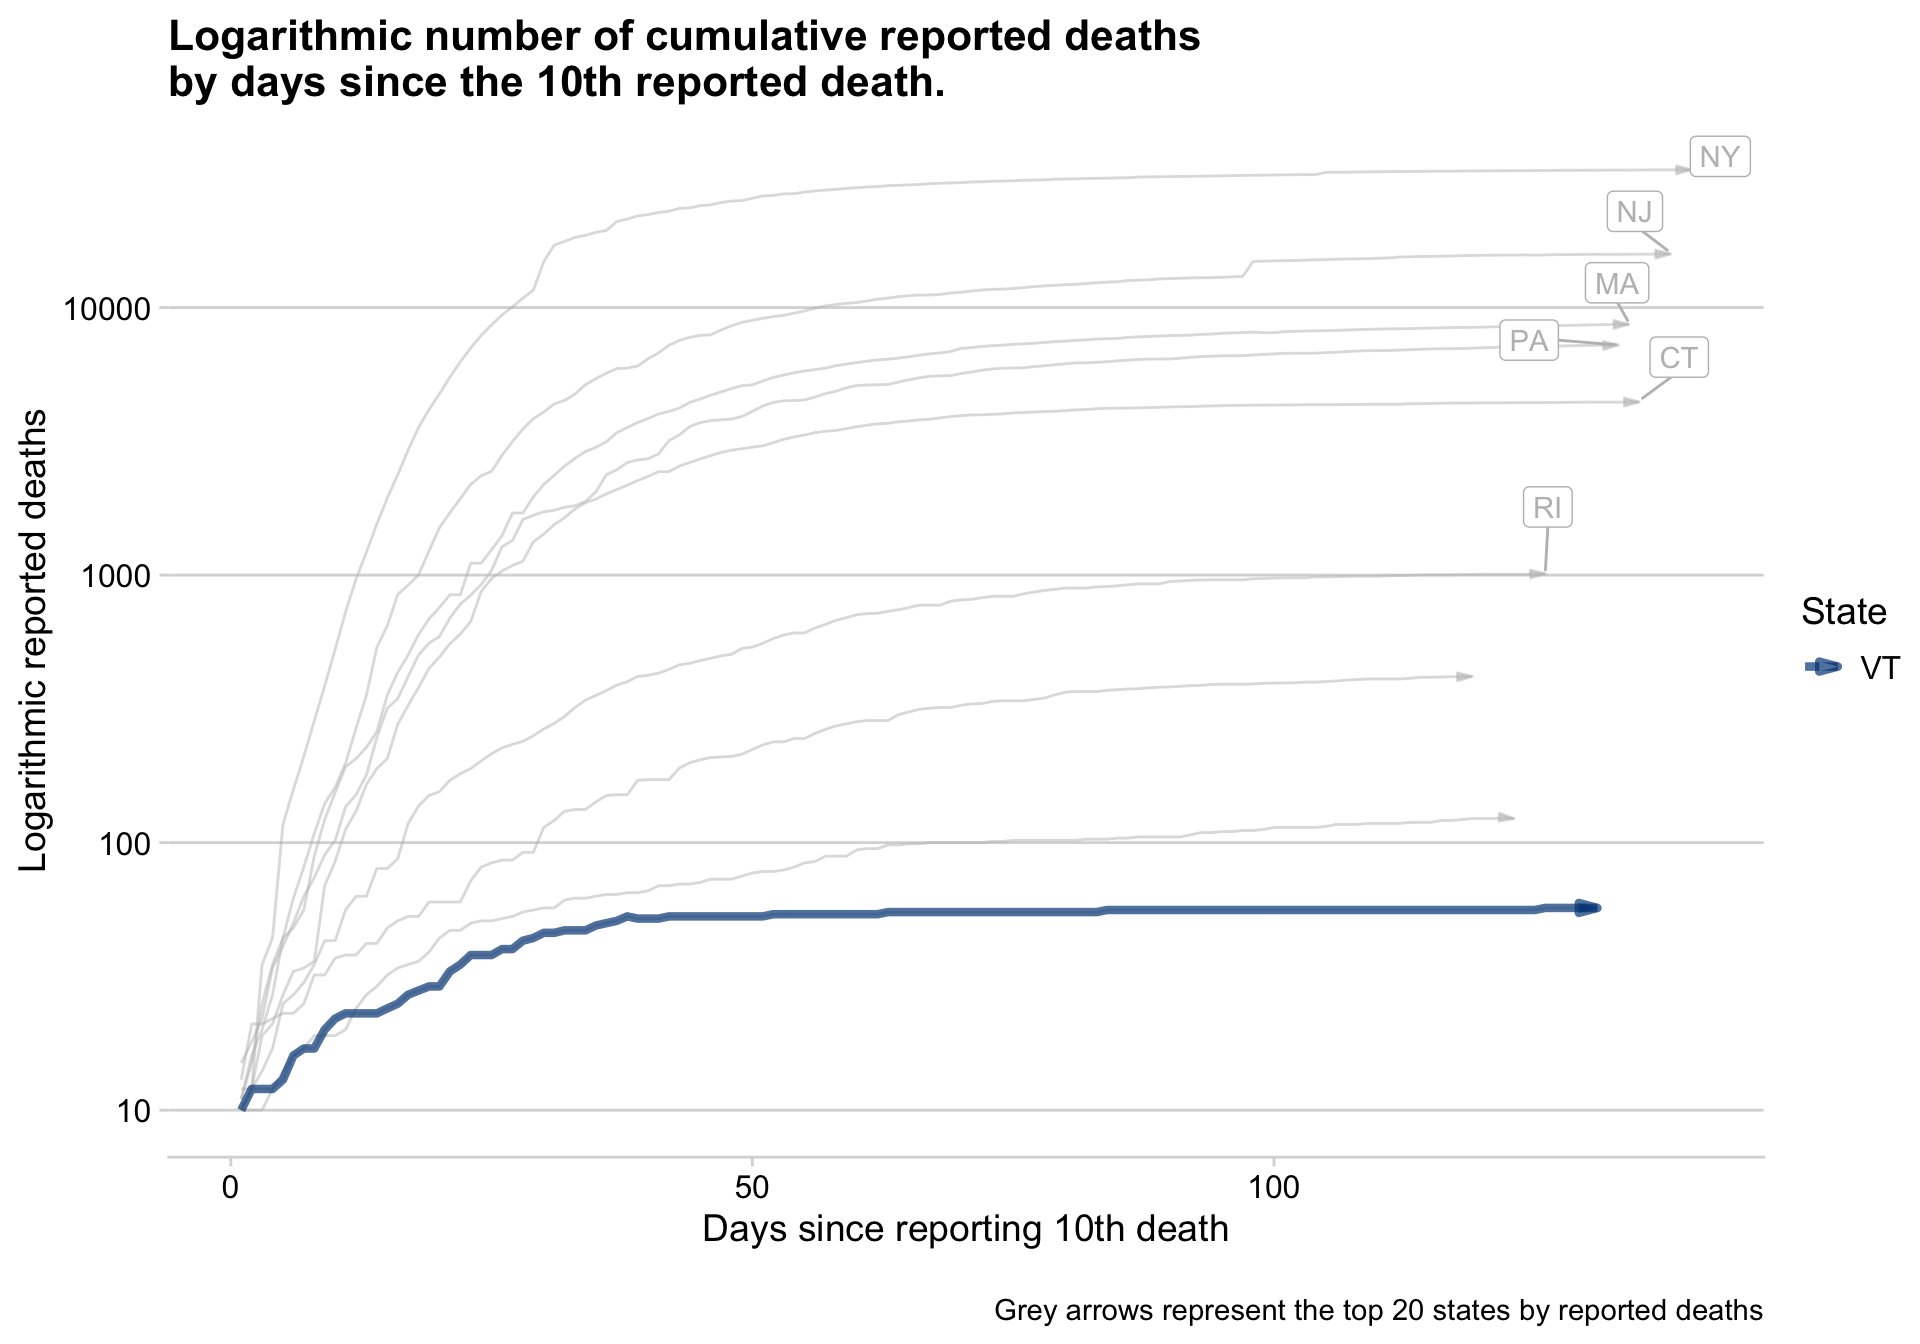 Logarithmic number of cumulative reported deaths
by days since the 10th reported death.
NY
NJ
MA
PA
CT
RI
10000
1000
100
10
Logarithmic reported deaths
0 50 100
Days since reporting 10th death
State
VT
Grey arrows represent the top 20 states by reported deaths